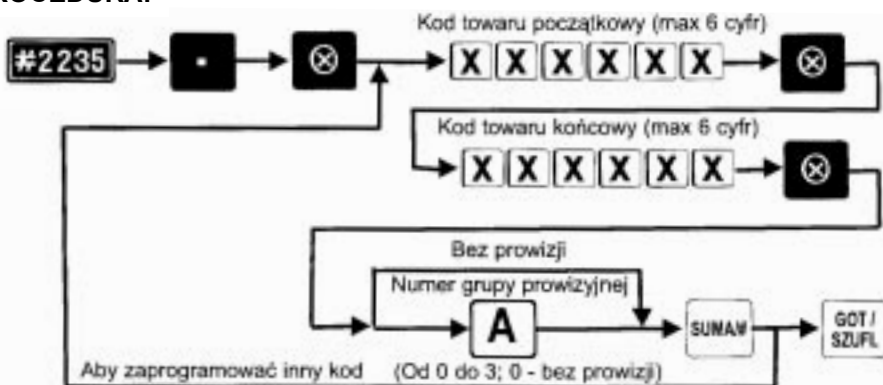 Kod towaru początkowy (max 6 cyfr)
#2235 . ⊗ X X X X X X ⊗
Kod towaru końcowy (max 6 cyfr)
X X X X X X ⊗
Bez prowizji
Numer grupy prowizyjnej
A SUMA# GOT / SZUFL
Aby zaprogramować inny kod (Od 0 do 3; 0 - bez prowizji)